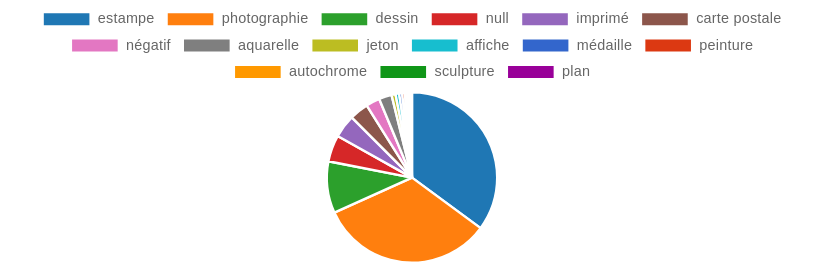 estampe photographie dessin null imprimé carte postale
négatif aquarelle jeton affiche médaille peinture
autochrome sculpture plan